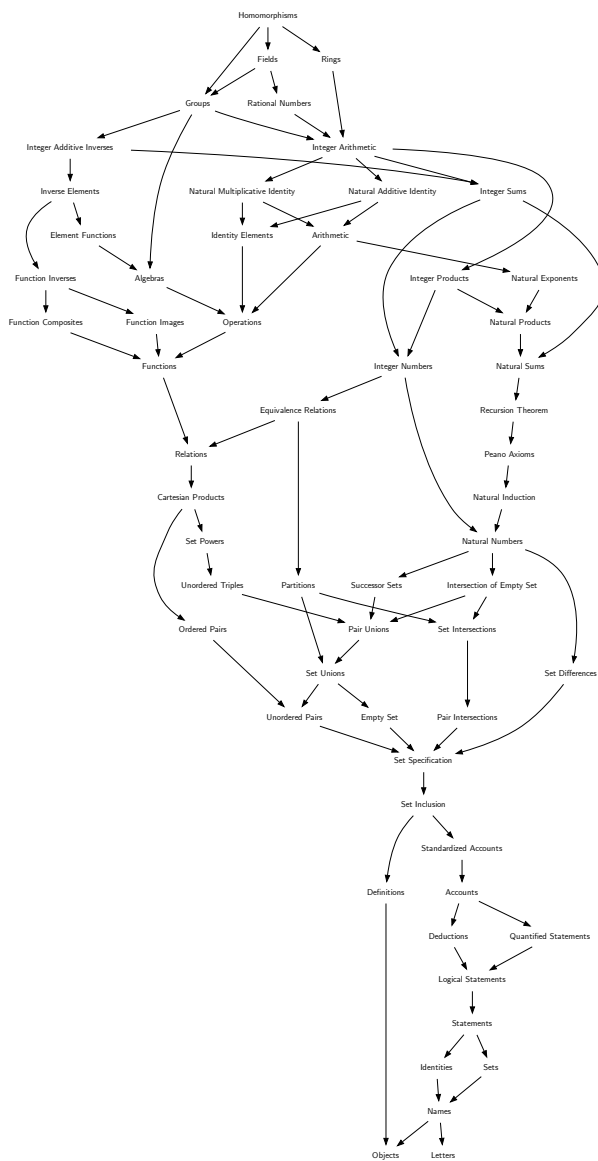 Homomorphisms
Fields
Rings
Groups
Rational Numbers
Integer Additive Inverses
Integer Arithmetic
Inverse Elements
Natural Multiplicative Identity
Natural Additive Identity
Integer Sums
Element Functions
Identity Elements
Arithmetic
Function Inverses
Algebras
Integer Products
Natural Exponents
Function Composites
Function Images
Operations
Natural Products
Functions
Integer Numbers
Natural Sums
Equivalence Relations
Recursion Theorem
Relations
Peano Axioms
Cartesian Products
Natural Induction
Set Powers
Natural Numbers
Unordered Triples
Partitions
Successor Sets
Intersection of Empty Set
Ordered Pairs
Pair Unions
Set Intersections
Set Unions
Set Differences
Unordered Pairs
Empty Set
Pair Intersections
Set Specification
Set Inclusion
Standardized Accounts
Definitions
Accounts
Deductions
Quantified Statements
Logical Statements
Statements
Identities
Sets
Names
Objects
Letters